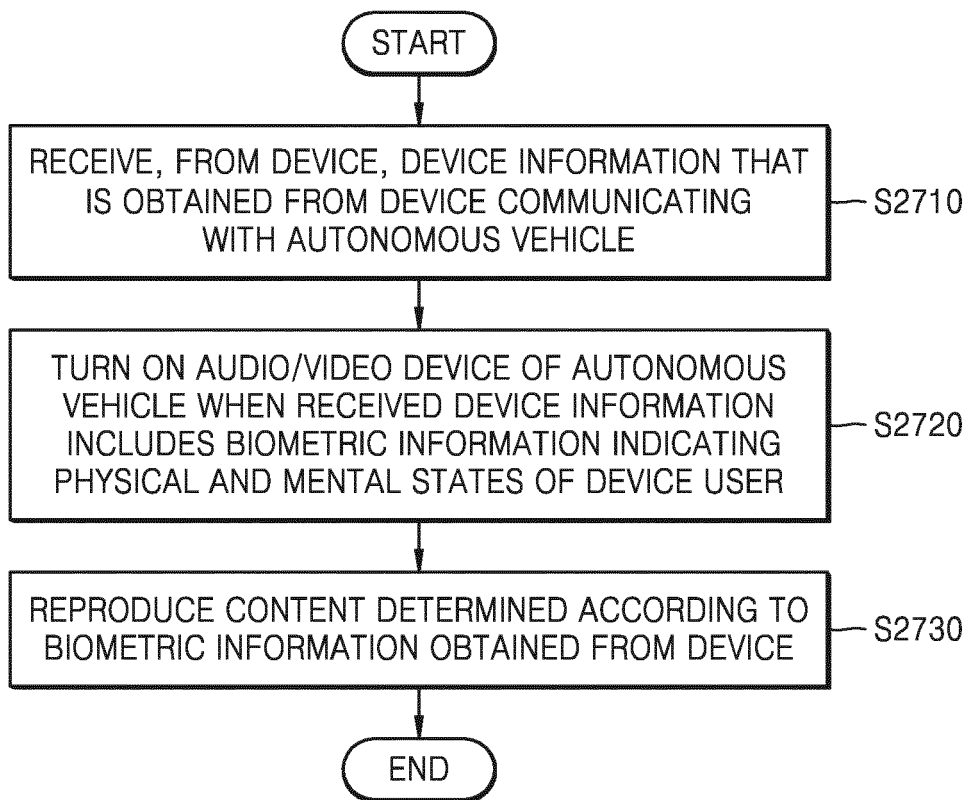 START
RECEIVE, FROM DEVICE, DEVICE INFORMATION THAT
IS OBTAINED FROM DEVICE COMMUNICATING
WITH AUTONOMOUS VEHICLE
S2710
TURN ON AUDIO/VIDEO DEVICE OF AUTONOMOUS
VEHICLE WHEN RECEIVED DEVICE INFORMATION
INCLUDES BIOMETRIC INFORMATION INDICATING
PHYSICAL AND MENTAL STATES OF DEVICE USER
S2720
REPRODUCE CONTENT DETERMINED ACCORDING TO
BIOMETRIC INFORMATION OBTAINED FROM DEVICE
S2730
END